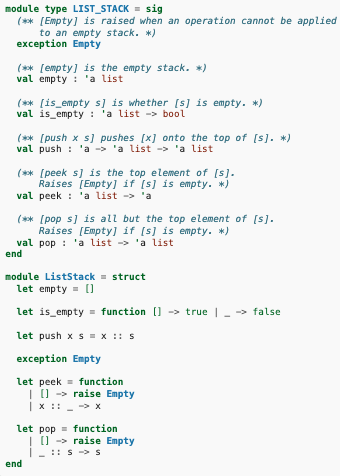 module type LIST_STACK = sig
  (** [Empty] is raised when an operation cannot be applied
      to an empty stack. *)
  exception Empty

  (** [empty] is the empty stack. *)
  val empty : 'a list

  (** [is_empty s] is whether [s] is empty. *)
  val is_empty : 'a list -> bool

  (** [push x s] pushes [x] onto the top of [s]. *)
  val push : 'a -> 'a list -> 'a list

  (** [peek s] is the top element of [s].
      Raises [Empty] if [s] is empty. *)
  val peek : 'a list -> 'a

  (** [pop s] is all but the top element of [s].
      Raises [Empty] if [s] is empty. *)
  val pop : 'a list -> 'a list
end

module ListStack = struct
  let empty = []

  let is_empty = function [] -> true | _ -> false

  let push x s = x :: s

  exception Empty

  let peek = function
    | [] -> raise Empty
    | x :: _ -> x

  let pop = function
    | [] -> raise Empty
    | _ :: s -> s
end